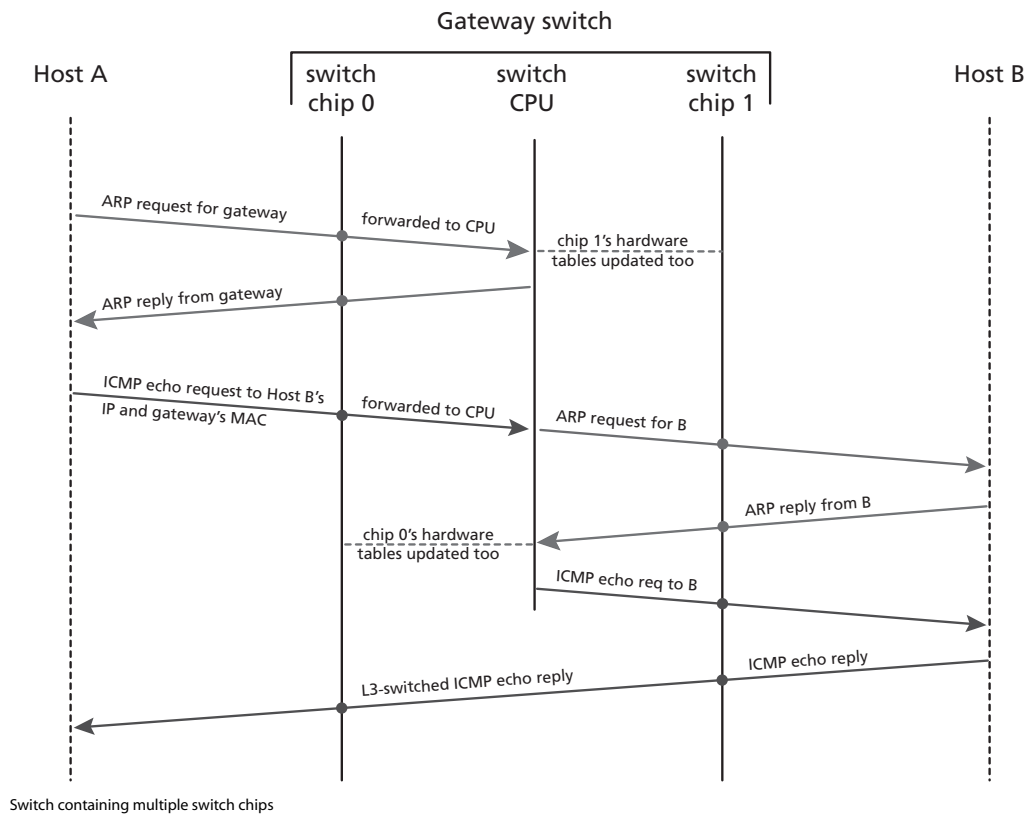 Gateway switch
Host A
switch
chip 0
switch
CPU
switch
chip 1
Host B
ARP request for gateway
forwarded to CPU
chip 1's hardware
tables updated too
ARP reply from gateway
ICMP echo request to Host B's
IP and gateway's MAC
forwarded to CPU
ARP request for B
ARP reply from B
chip 0's hardware
tables updated too
ICMP echo req to B
ICMP echo reply
L3-switched ICMP echo reply
Switch containing multiple switch chips